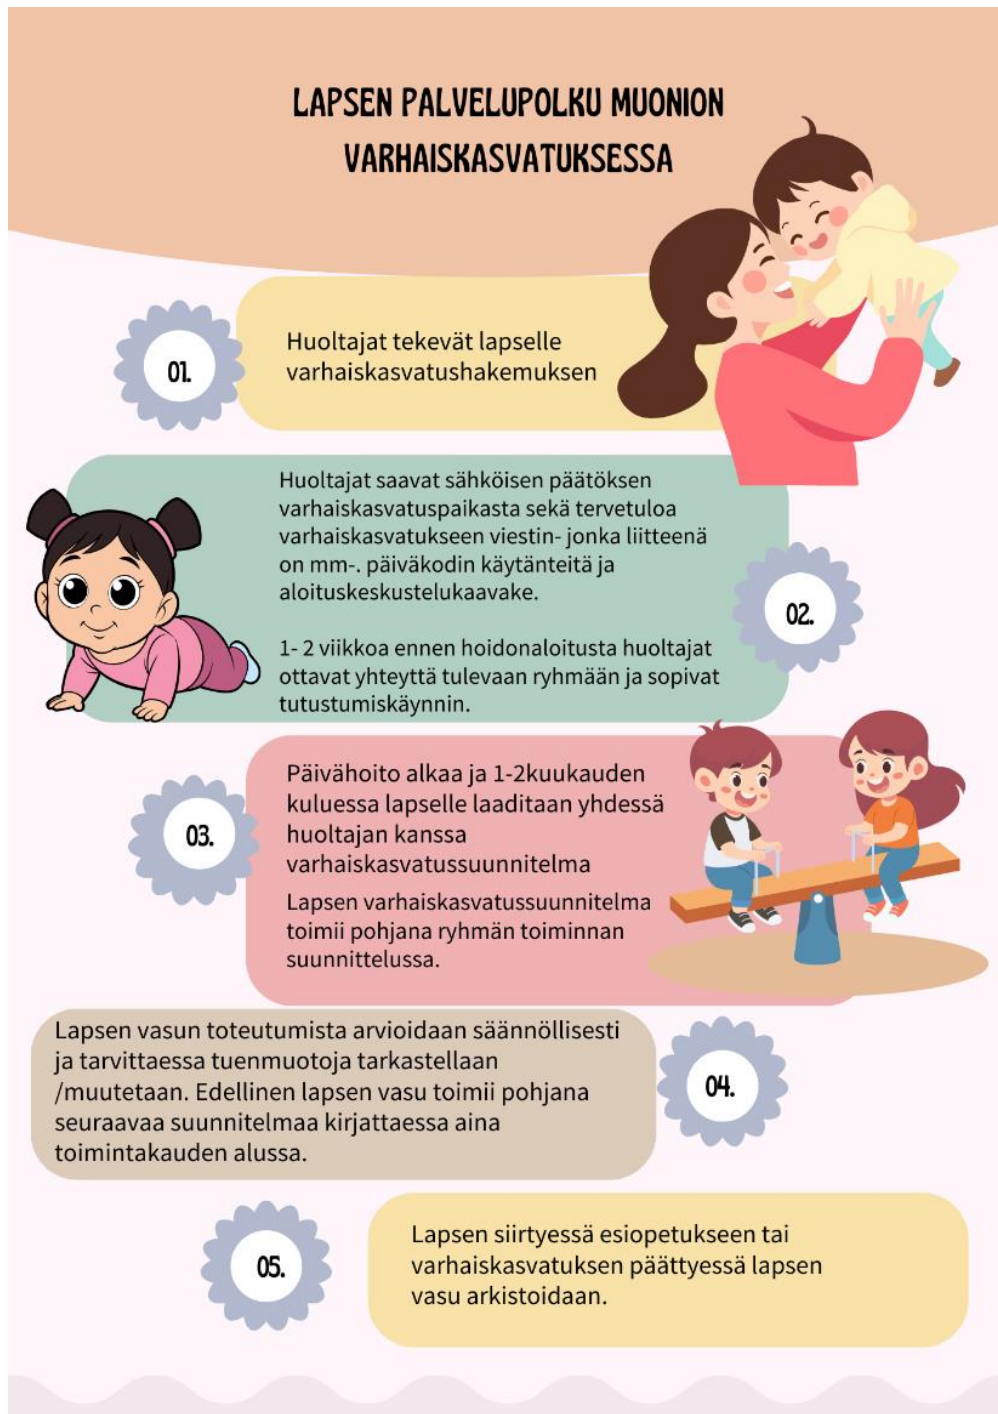 LAPSEN PALVELUPOLKU MUONION
VARHAISKASVATUKSESSA
01.
Huoltajat tekevät lapselle
varhaiskasvatushakemuksen
Huoltajat saavat sähköisen päätöksen
varhaiskasvatuspaikasta sekä tervetuloa
varhaiskasvatukseen viestin- jonka liitteenä
on mm-. päiväkodin käytänteitä ja
aloituskeskustelukaavake.
1- 2 viikkoa ennen hoidonaloitusta huoltajat
ottavat yhteyttä tulevaan ryhmään ja sopivat
tutustumiskäynnin.
02.
03.
Päivähoito alkaa ja 1-2kuukauden
kuluessa lapselle laaditaan yhdessä
huoltajan kanssa
varhaiskasvatussuunnitelma
Lapsen varhaiskasvatussuunnitelma
toimii pohjana ryhmän toiminnan
suunnittelussa.
Lapsen vasun toteutumista arvioidaan säännöllisesti
ja tarvittaessa tuenmuotoja tarkastellaan
/muutetaan. Edellinen lapsen vasu toimii pohjana
seuraavaa suunnitelmaa kirjattaessa aina
toimintakauden alussa.
04.
05.
Lapsen siirtyessä esiopetukseen tai
varhaiskasvatuksen päättyessä lapsen
vasu arkistoidaan.